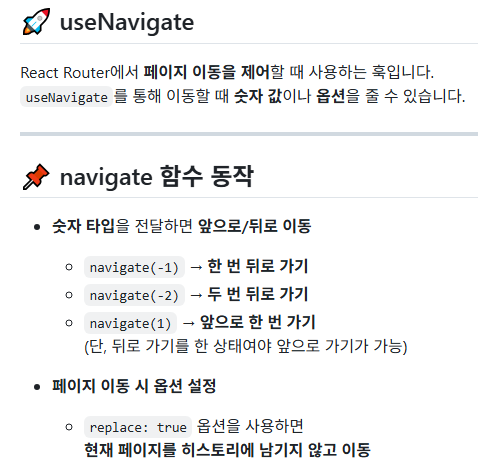 🚀 useNavigate
React Router에서 페이지 이동을 제어할 때 사용하는 훅입니다.
useNavigate 를 통해 이동할 때 숫자 값이나 옵션을 줄 수 있습니다.
📌 navigate 함수 동작
• 숫자 타입을 전달하면 앞으로/뒤로 이동
◦ navigate(-1) → 한 번 뒤로 가기
◦ navigate(-2) → 두 번 뒤로 가기
◦ navigate(1) → 앞으로 한 번 가기
(단, 뒤로 가기를 한 상태여야 앞으로 가기가 가능)
• 페이지 이동 시 옵션 설정
◦ replace: true 옵션을 사용하면
현재 페이지를 히스토리에 남기지 않고 이동